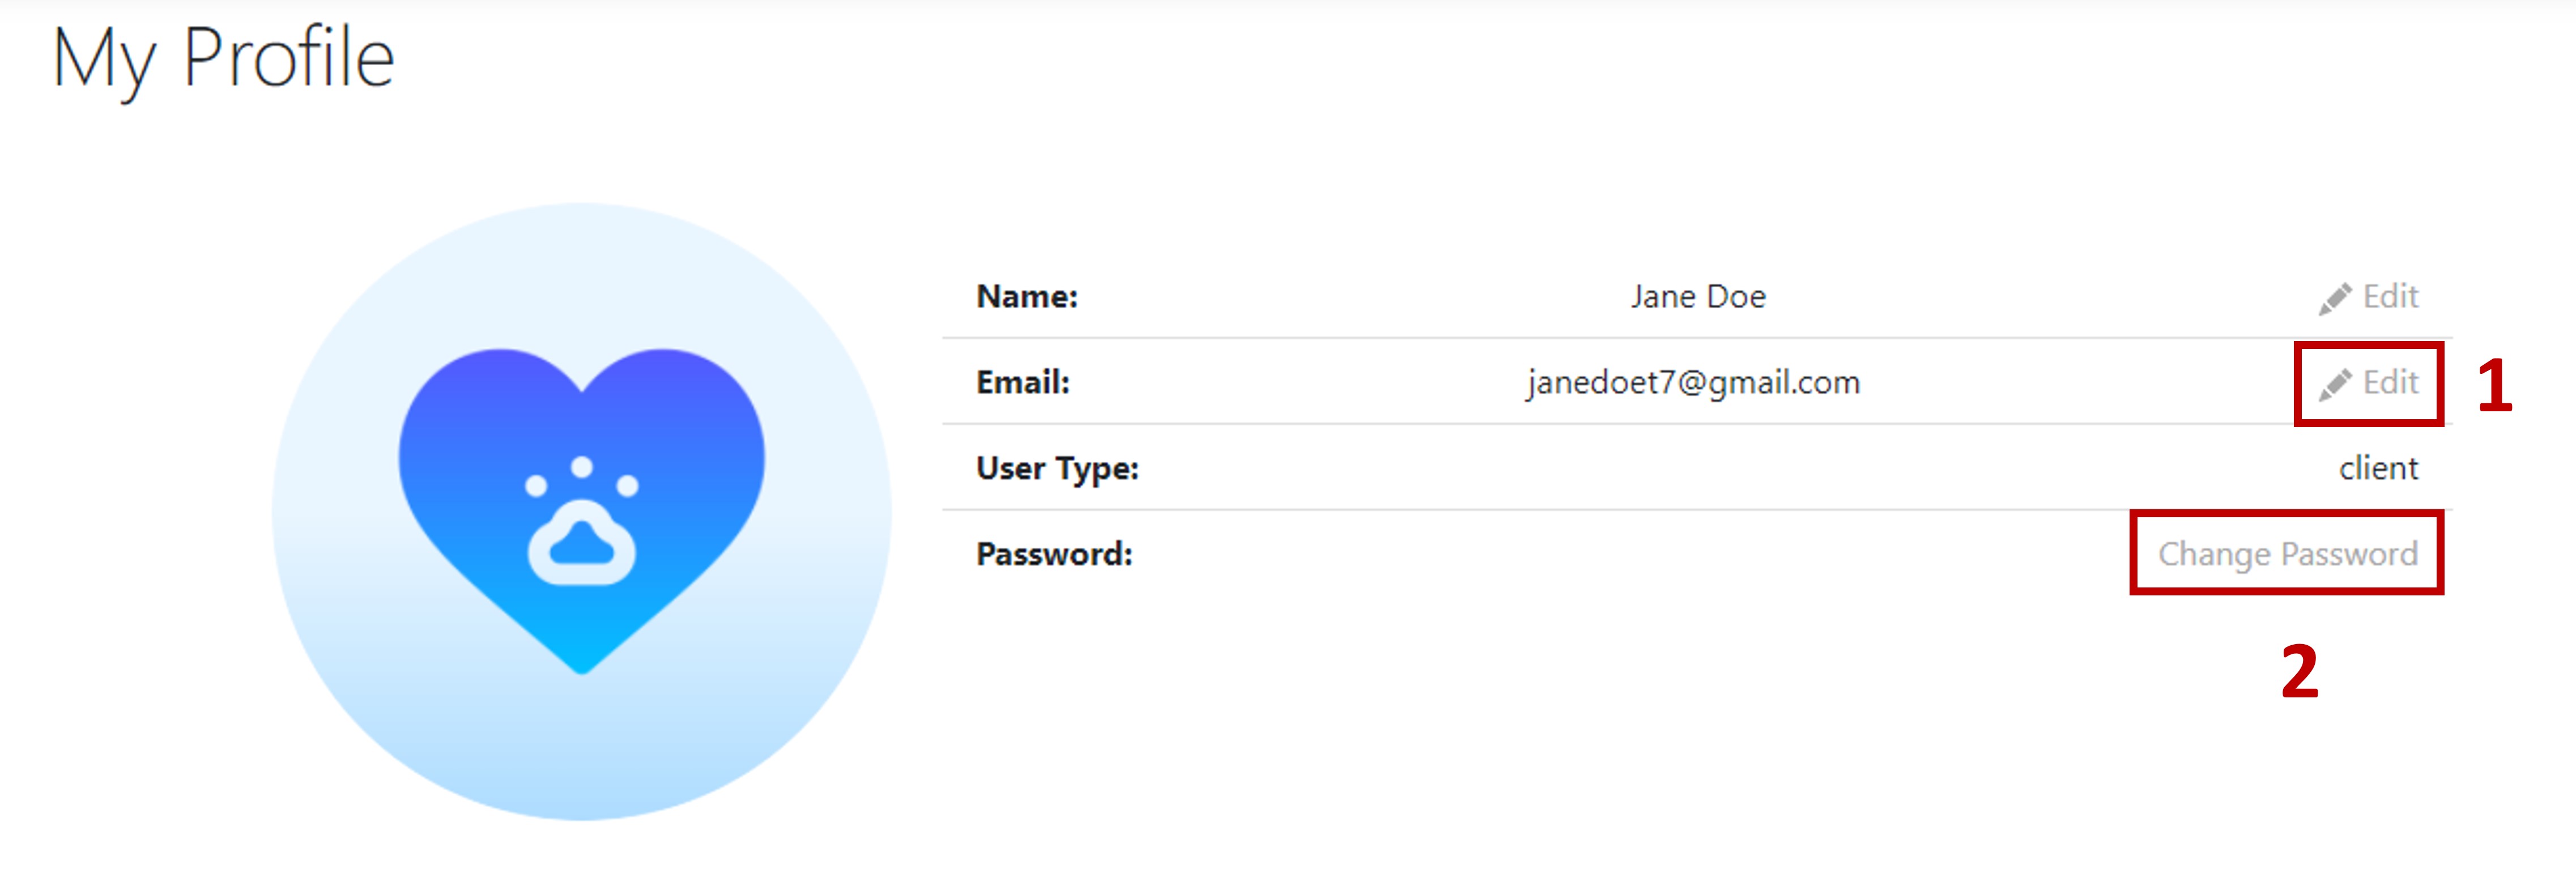 My Profile
Name: Jane Doe Edit
Email: janedoet7@gmail.com Edit 1
User Type: client
Password: Change Password
2